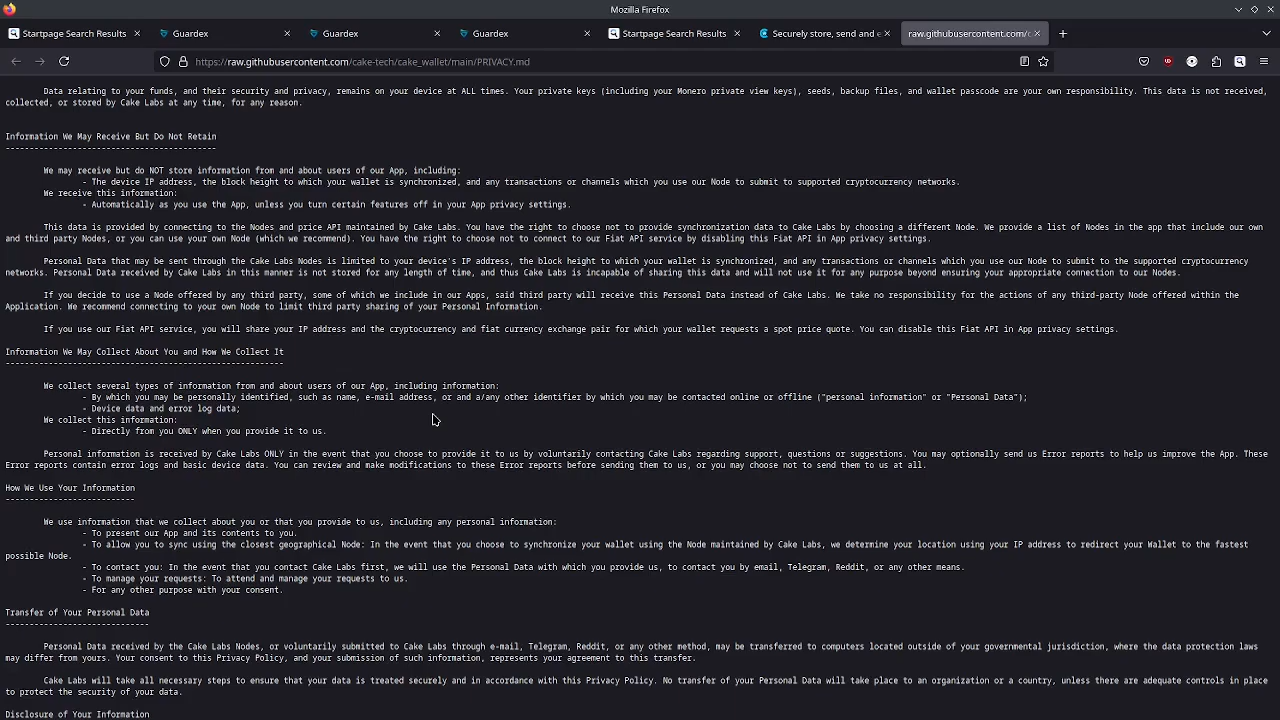 Mozilla Firefox
Startpage Search Results
Guardex
Guardex
Guardex
Startpage Search Results
Securely store, send and e
raw.githubusercontent.com/c
https://raw.githubusercontent.com/cake-tech/cake_wallet/main/PRIVACY.md
Data relating to your funds, and their security and privacy, remains on your device at ALL times. Your private keys (including your Monero private view keys), seeds, backup files, and wallet passcode are your own responsibility. This data is not received,
collected, or stored by Cake Labs at any time, for any reason.
Information We May Receive But Do Not Retain
--------------------------------------------
We may receive but do NOT store information from and about users of our App, including:
- The device IP address, the block height to which your wallet is synchronized, and any transactions or channels which you use our Node to submit to supported cryptocurrency networks.
We receive this information:
- Automatically as you use the App, unless you turn certain features off in your App privacy settings.
This data is provided by connecting to the Nodes and price API maintained by Cake Labs. You have the right to choose not to provide synchronization data to Cake Labs by choosing a different Node. We provide a list of Nodes in the app that include our own
and third party Nodes, or you can use your own Node (which we recommend). You have the right to choose not to connect to our Fiat API service by disabling this Fiat API in App privacy settings.
Personal Data that may be sent through the Cake Labs Nodes is limited to your device's IP address, the block height to which your wallet is synchronized, and any transactions or channels which you use our Node to submit to the supported cryptocurrency
networks. Personal Data received by Cake Labs in this manner is not stored for any length of time, and thus Cake Labs is incapable of sharing this data and will not use it for any purpose beyond ensuring your appropriate connection to our Nodes.
If you decide to use a Node offered by any third party, some of which we include in our Apps, said third party will receive this Personal Data instead of Cake Labs. We take no responsibility for the actions of any third-party Node offered within the
Application. We recommend connecting to your own Node to limit third party sharing of your Personal Information.
If you use our Fiat API service, you will share your IP address and the cryptocurrency and fiat currency exchange pair for which your wallet requests a spot price quote. You can disable this Fiat API in App privacy settings.
Information We May Collect About You and How We Collect It
----------------------------------------------------------
We collect several types of information from and about users of our App, including information:
- By which you may be personally identified, such as name, e-mail address, or and a/any other identifier by which you may be contacted online or offline ("personal information" or "Personal Data");
- Device data and error log data;
We collect this information:
- Directly from you ONLY when you provide it to us.
Personal information is received by Cake Labs ONLY in the event that you choose to provide it to us by voluntarily contacting Cake Labs regarding support, questions or suggestions. You may optionally send us Error reports to help us improve the App. These
Error reports contain error logs and basic device data. You can review and make modifications to these Error reports before sending them to us, or you may choose not to send them to us at all.
How We Use Your Information
---------------------------
We use information that we collect about you or that you provide to us, including any personal information:
- To present our App and its contents to you.
- To allow you to sync using the closest geographical Node: In the event that you choose to synchronize your wallet using the Node maintained by Cake Labs, we determine your location using your IP address to redirect your Wallet to the fastest
possible Node.
- To contact you: In the event that you contact Cake Labs first, we will use the Personal Data with which you provide us, to contact you by email, Telegram, Reddit, or any other means.
- To manage your requests: To attend and manage your requests to us.
- For any other purpose with your consent.
Transfer of Your Personal Data
------------------------------
Personal Data received by the Cake Labs Nodes, or voluntarily submitted to Cake Labs through e-mail, Telegram, Reddit, or any other method, may be transferred to computers located outside of your governmental jurisdiction, where the data protection laws
may differ from yours. Your consent to this Privacy Policy, and your submission of such information, represents your agreement to this transfer.
Cake Labs will take all necessary steps to ensure that your data is treated securely and in accordance with this Privacy Policy. No transfer of your Personal Data will take place to an organization or a country, unless there are adequate controls in place
to protect the security of your data.
Disclosure of Your Information